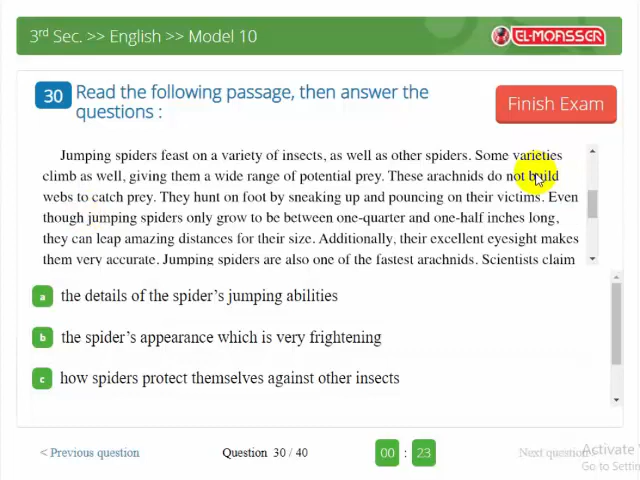 3rd Sec. >> English >> Model 10
EL-MOASSER
30
Read the following passage, then answer the
questions :
Finish Exam
Jumping spiders feast on a variety of insects, as well as other spiders. Some varieties
climb as well, giving them a wide range of potential prey. These arachnids do not build
webs to catch prey. They hunt on foot by sneaking up and pouncing on their victims. Even
though jumping spiders only grow to be between one-quarter and one-half inches long,
they can leap amazing distances for their size. Additionally, their excellent eyesight makes
them very accurate. Jumping spiders are also one of the fastest arachnids. Scientists claim
a the details of the spider's jumping abilities
b the spider's appearance which is very frightening
c how spiders protect themselves against other insects
< Previous question
Question 30 / 40
00 : 23
Next question
Activate
Go to Settin